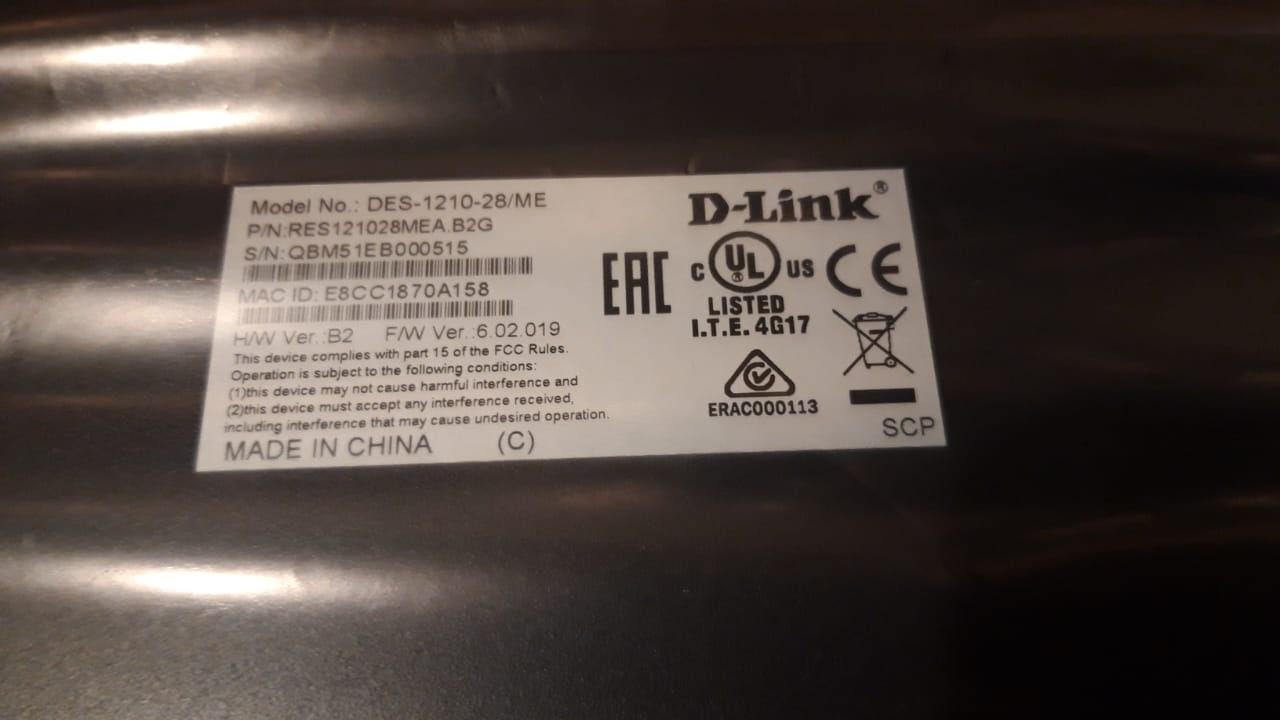 Model No.: DES-1210-28/ME
P/N:RES121028MEA.B2G
S/N:QBM51EB000515
MAC ID: E8CC1870A158
H/W Ver.:B2 F/W Ver.:6.02.019
This device complies with part 15 of the FCC Rules.
Operation is subject to the following conditions:
(1)this device may not cause harmful interference and
(2)this device must accept any interference received,
including interference that may cause undesired operation.
MADE IN CHINA (C)
D-Link®
EAC
C UL® US CE
LISTED
I.T.E. 4G17
ERAC000113
SCP